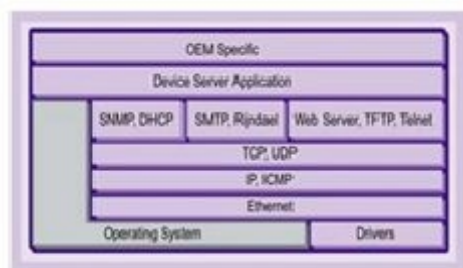 OEM Specific
Device Server Application
SNMP, DHCP
SMTP, Rijndael
Web Server, TFTP, Telnet
TCP, UDP
IP, ICMP
Ethernet
Operating System
Drivers